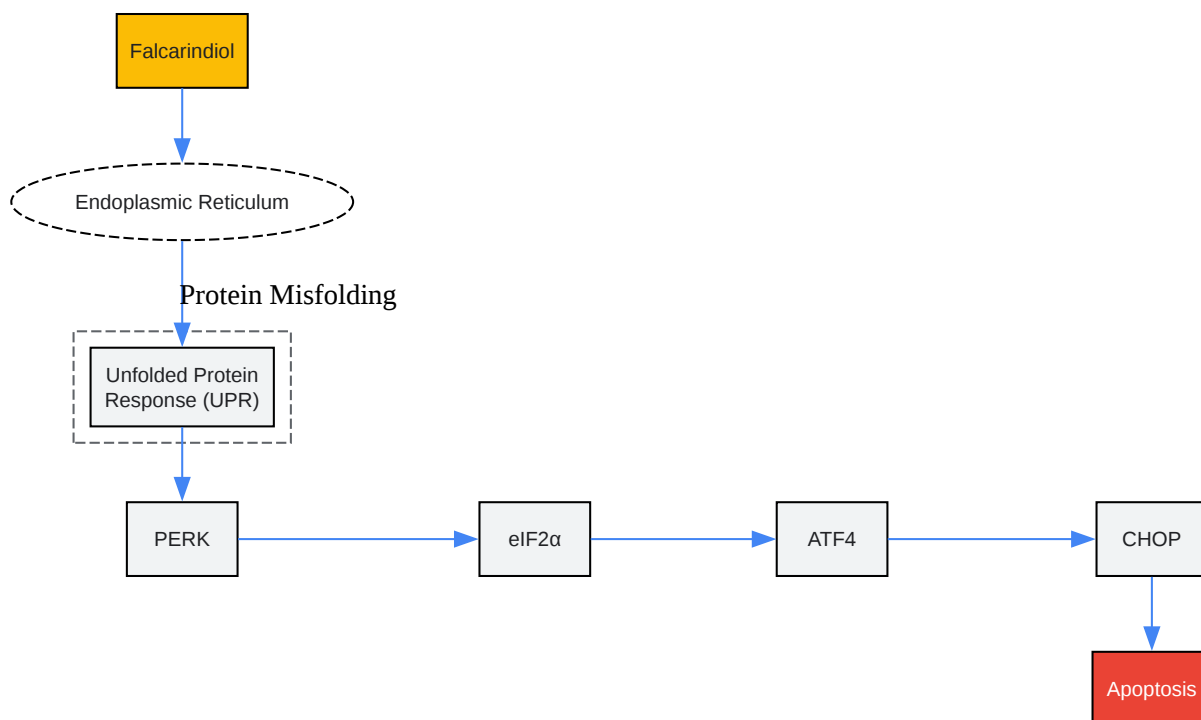 Falcarindiol
Endoplasmic Reticulum
Protein Misfolding
Unfolded Protein
Response (UPR)
PERK
eIF2α
ATF4
CHOP
Apoptosis